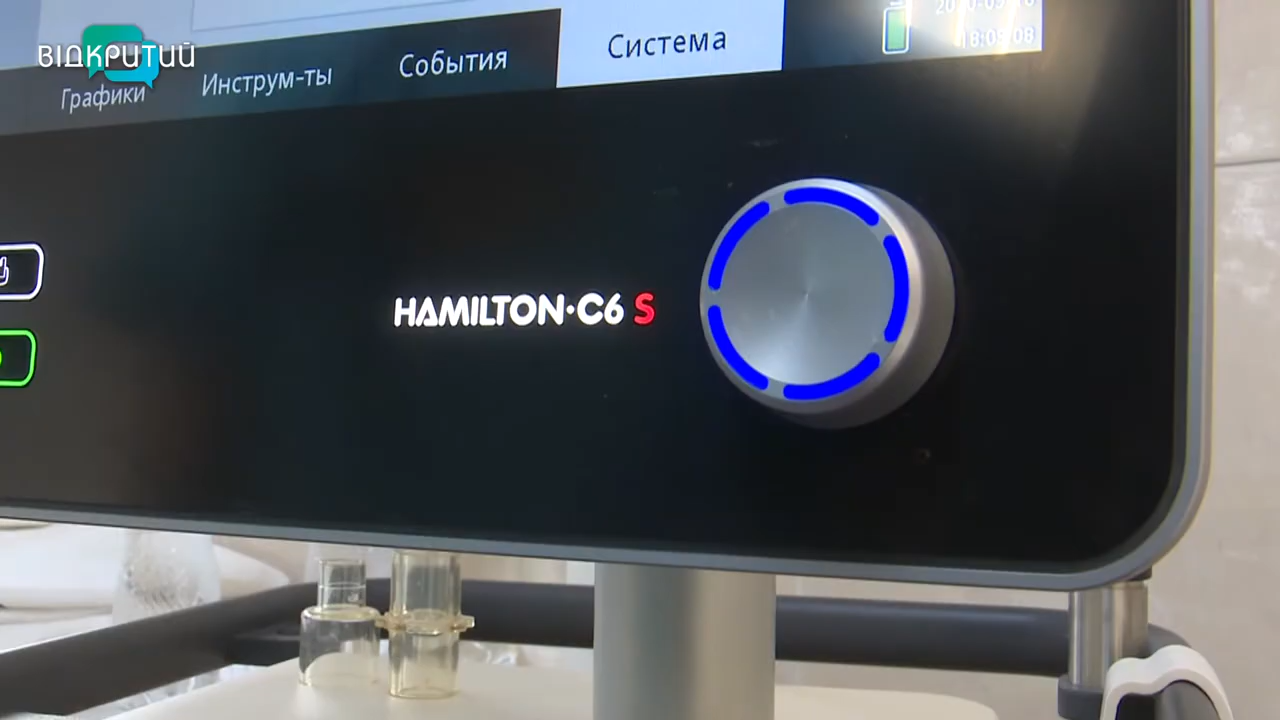 ВІДКРИТИЙ
Графики
Инструм-ты
События
Система
HAMILTON·C6 S